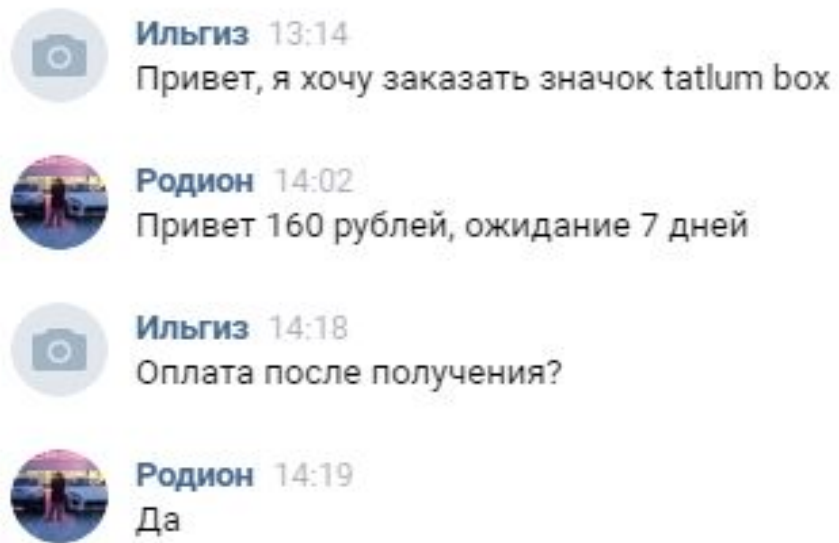 Ильгиз 13:14
Привет, я хочу заказать значок tatlum box
Родион 14:02
Привет 160 рублей, ожидание 7 дней
Ильгиз 14:18
Оплата после получения?
Родион 14:19
Да